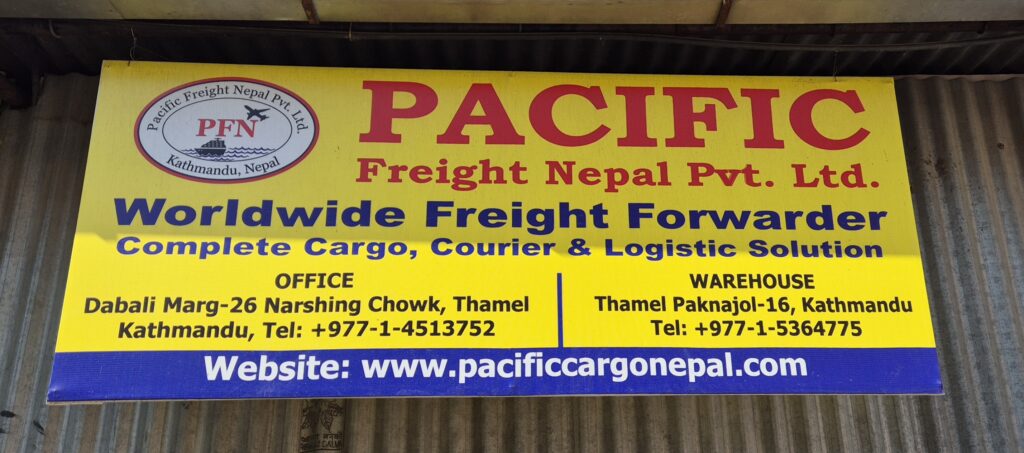 Pacific Freight Nepal Pvt. Ltd.
PFN
Kathmandu, Nepal
PACIFIC
Freight Nepal Pvt. Ltd.
Worldwide Freight Forwarder
Complete Cargo, Courier & Logistic Solution
OFFICE
Dabali Marg-26 Narshing Chowk, Thamel
Kathmandu, Tel: +977-1-4513752
WAREHOUSE
Thamel Paknajol-16, Kathmandu
Tel: +977-1-5364775
Website: www.pacificcargonepal.com